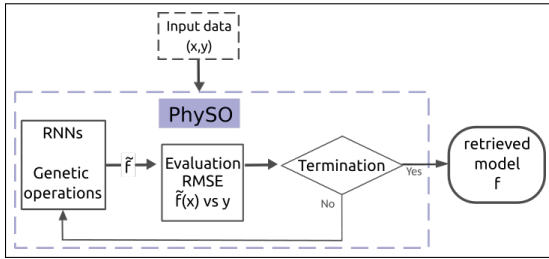 Input data
(x,y)
PhySO
RNNs
Genetic
operations
f̃
Evaluation
RMSE
f̃(x) vs y
Termination
Yes
No
retrieved
model
f